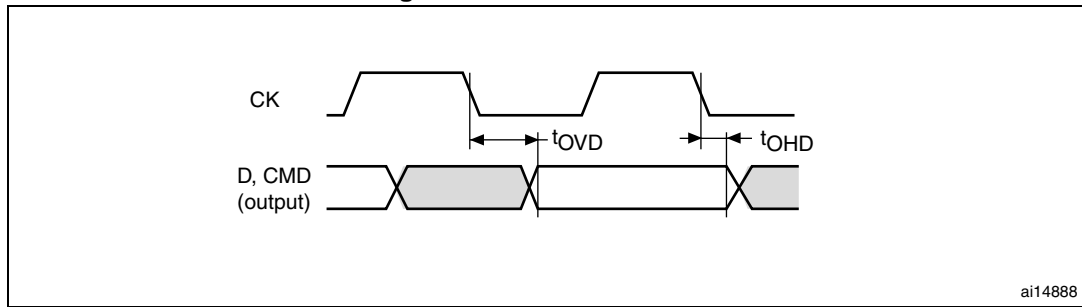 CK
tOVD
tOHD
D, CMD
(output)
ai14888